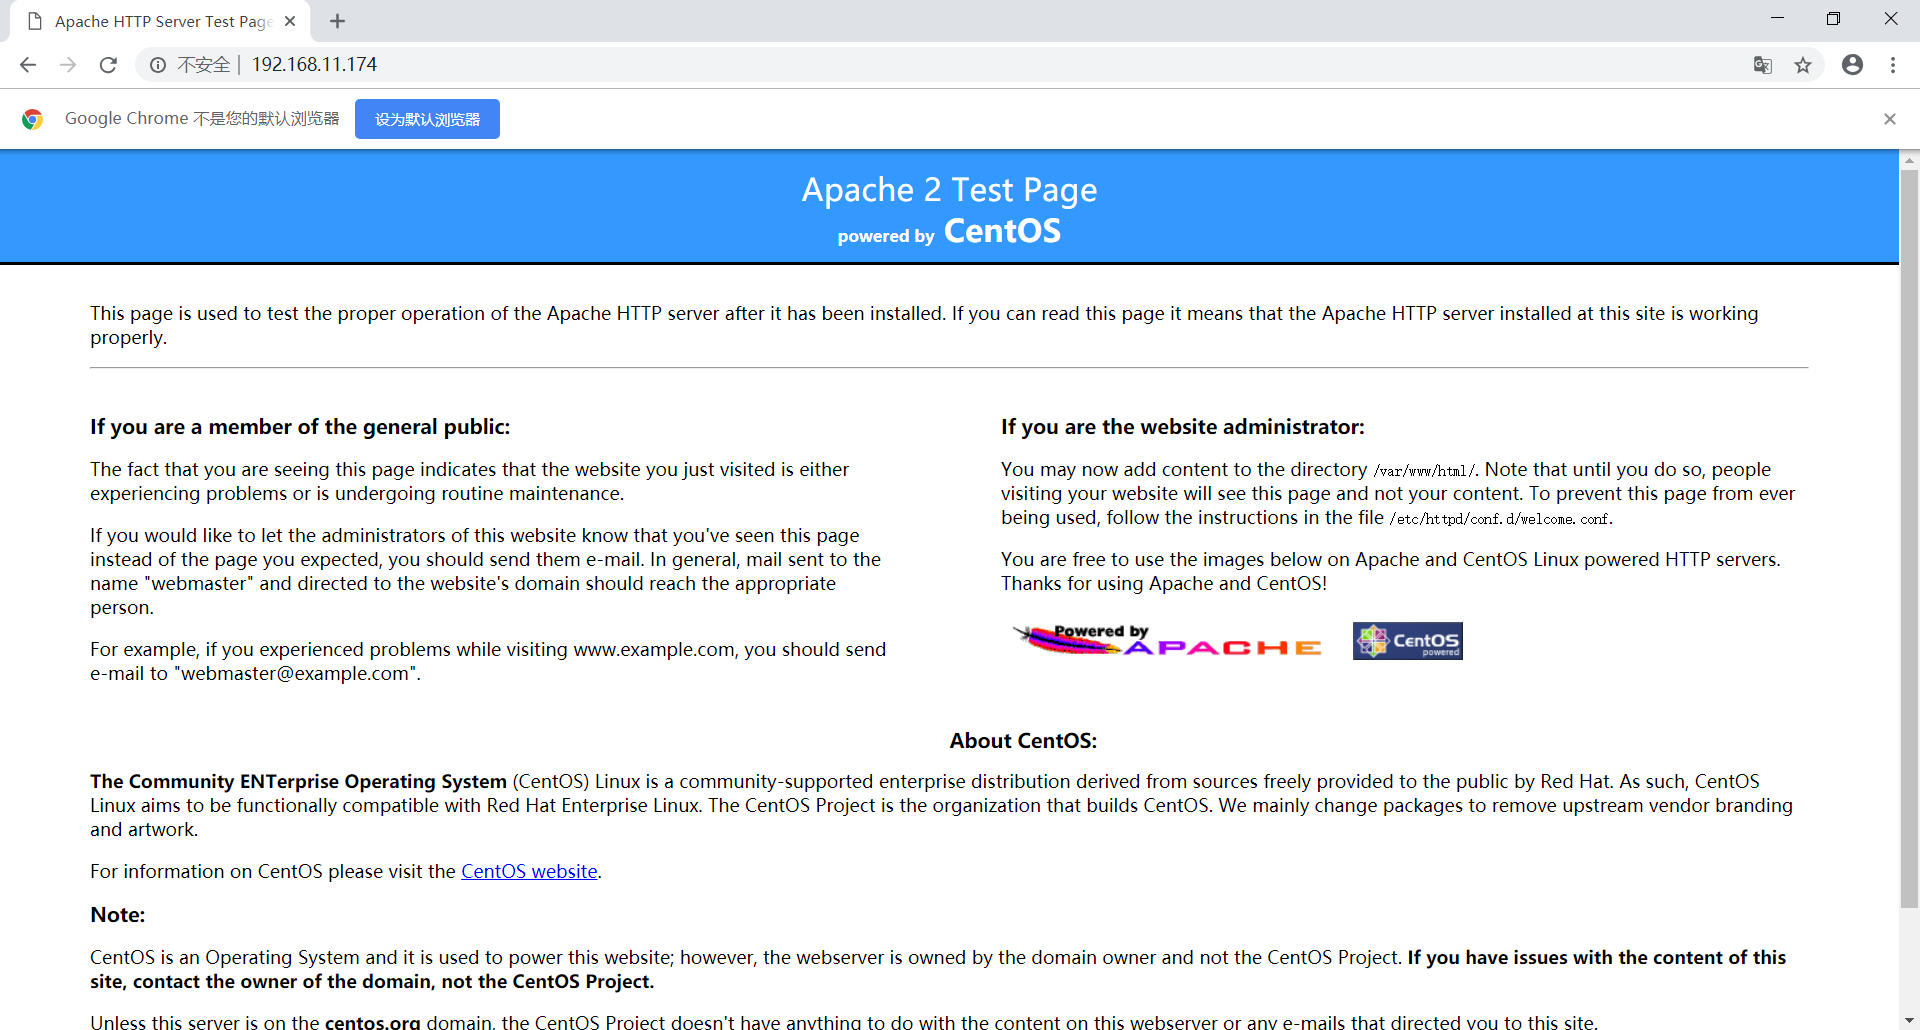 Apache HTTP Server Test Page
不安全 | 192.168.11.174
Google Chrome 不是您的默认浏览器 设为默认浏览器
Apache 2 Test Page
powered by CentOS
This page is used to test the proper operation of the Apache HTTP server after it has been installed. If you can read this page it means that the Apache HTTP server installed at this site is working
properly.
If you are a member of the general public:
The fact that you are seeing this page indicates that the website you just visited is either
experiencing problems or is undergoing routine maintenance.
If you would like to let the administrators of this website know that you've seen this page
instead of the page you expected, you should send them e-mail. In general, mail sent to the
name "webmaster" and directed to the website's domain should reach the appropriate
person.
For example, if you experienced problems while visiting www.example.com, you should send
e-mail to "webmaster@example.com".
If you are the website administrator:
You may now add content to the directory /var/www/html/. Note that until you do so, people
visiting your website will see this page and not your content. To prevent this page from ever
being used, follow the instructions in the file /etc/httpd/conf.d/welcome.conf.
You are free to use the images below on Apache and CentOS Linux powered HTTP servers.
Thanks for using Apache and CentOS!
Powered by
APACHE
CentOS
powered
About CentOS:
The Community ENTerprise Operating System (CentOS) Linux is a community-supported enterprise distribution derived from sources freely provided to the public by Red Hat. As such, CentOS
Linux aims to be functionally compatible with Red Hat Enterprise Linux. The CentOS Project is the organization that builds CentOS. We mainly change packages to remove upstream vendor branding
and artwork.
For information on CentOS please visit the CentOS website.
Note:
CentOS is an Operating System and it is used to power this website; however, the webserver is owned by the domain owner and not the CentOS Project. If you have issues with the content of this
site, contact the owner of the domain, not the CentOS Project.
Unless this server is on the centos.org domain, the CentOS Project doesn't have anything to do with the content on this webserver or any e-mails that directed you to this site.